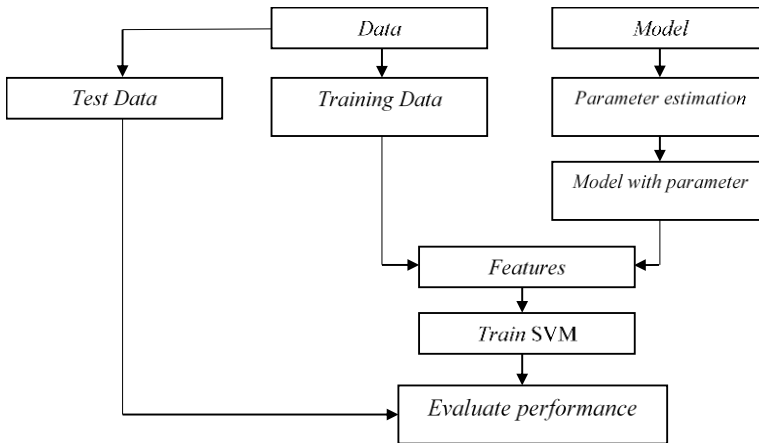 Data
Model
Test Data
Training Data
Parameter estimation
Model with parameter
Features
Train SVM
Evaluate performance